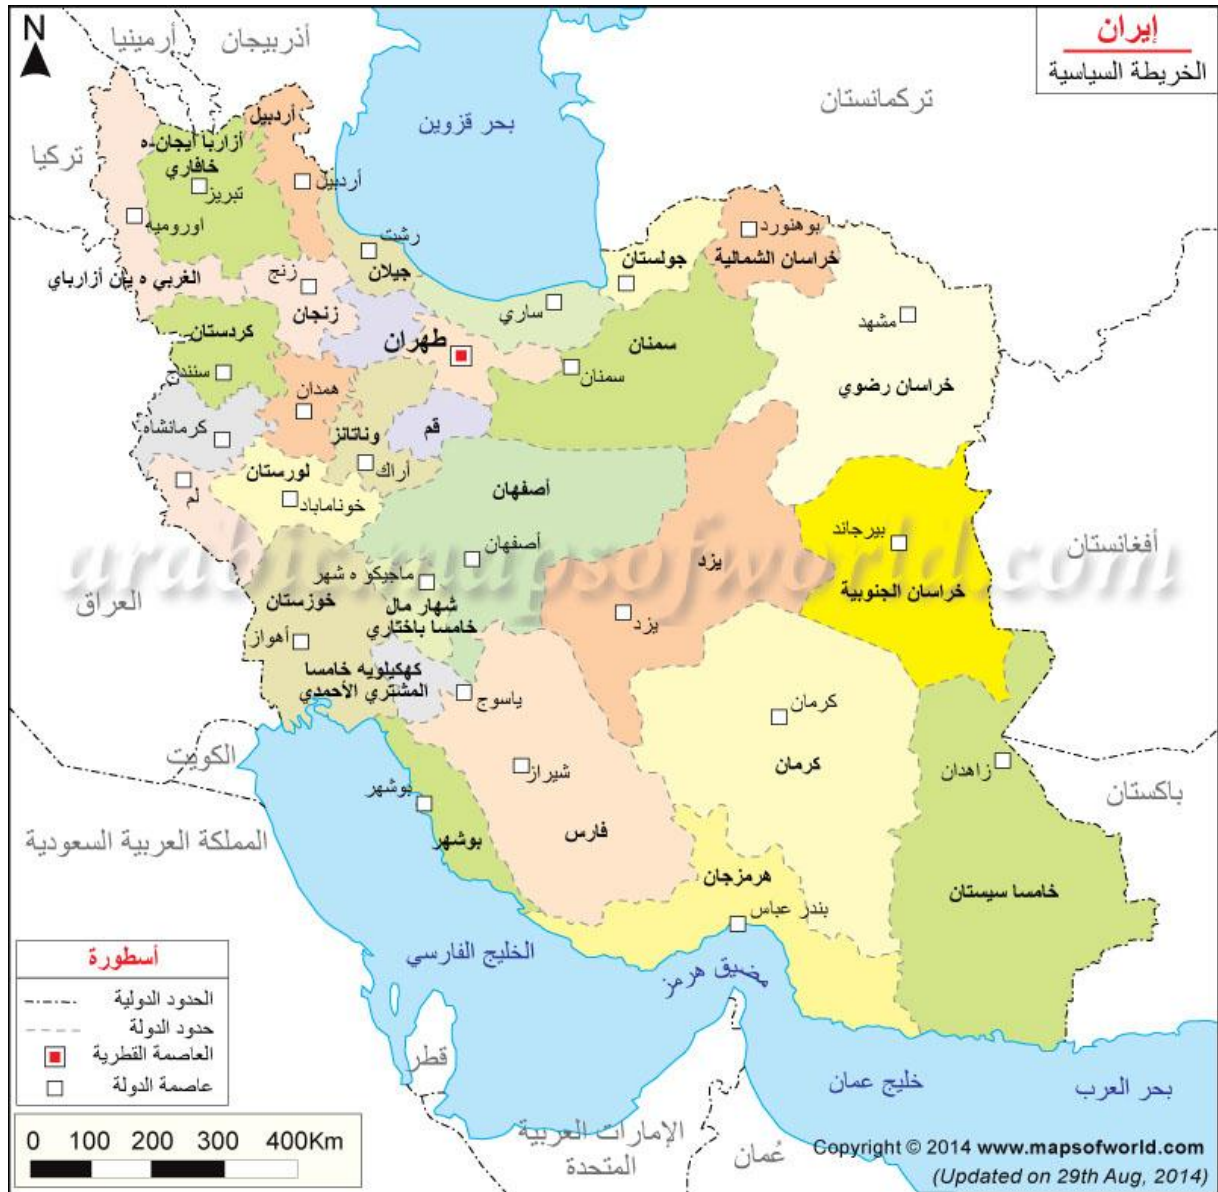 إيران
الخريطة السياسية
N
أرمينيا
أذربيجان
تركمانستان
بحر قزوين
تركيا
أردبيل
أزاربا أيجان-ه
خافاري
تبريز
أردبيل
اوروميه
رشت
جيلان
بوهنورد
خراسان الشمالية
جولستان
الغربي ه يان أزارباي
زنج
زنجان
ساري
مشهد
كردستان
طهران
سمنان
سمنان
سنندج
همدان
خراسان رضوي
كرمانشاه
وناتانز
قم
لورستان
أراك
لم
خوناماباد
أصفهان
أصفهان
بيرجاند
يزد
أفغانستان
arabic.mapsofworld.com
ماجيكو ه شهر
خراسان الجنوبية
العراق
خوزستان
شهار مال
خامسا باختاري
يزد
أهواز
كهكيلويه خامسا
المشتري الأحمدي
ياسوج
كرمان
الكويت
شيراز
كرمان
زاهدان
بوشهر
باكستان
المملكة العربية السعودية
بوشهر
فارس
هرمزجان
خامسا سيستان
بندر عباس
الخليج الفارسي
مضيق هرمز
أسطورة
الحدود الدولية
حدود الدولة
العاصمة القطرية
عاصمة الدولة
قطر
خليج عمان
بحر العرب
الإمارات العربية
المتحدة
عُمان
0 100 200 300 400Km
Copyright © 2014 www.mapsofworld.com
(Updated on 29th Aug, 2014)